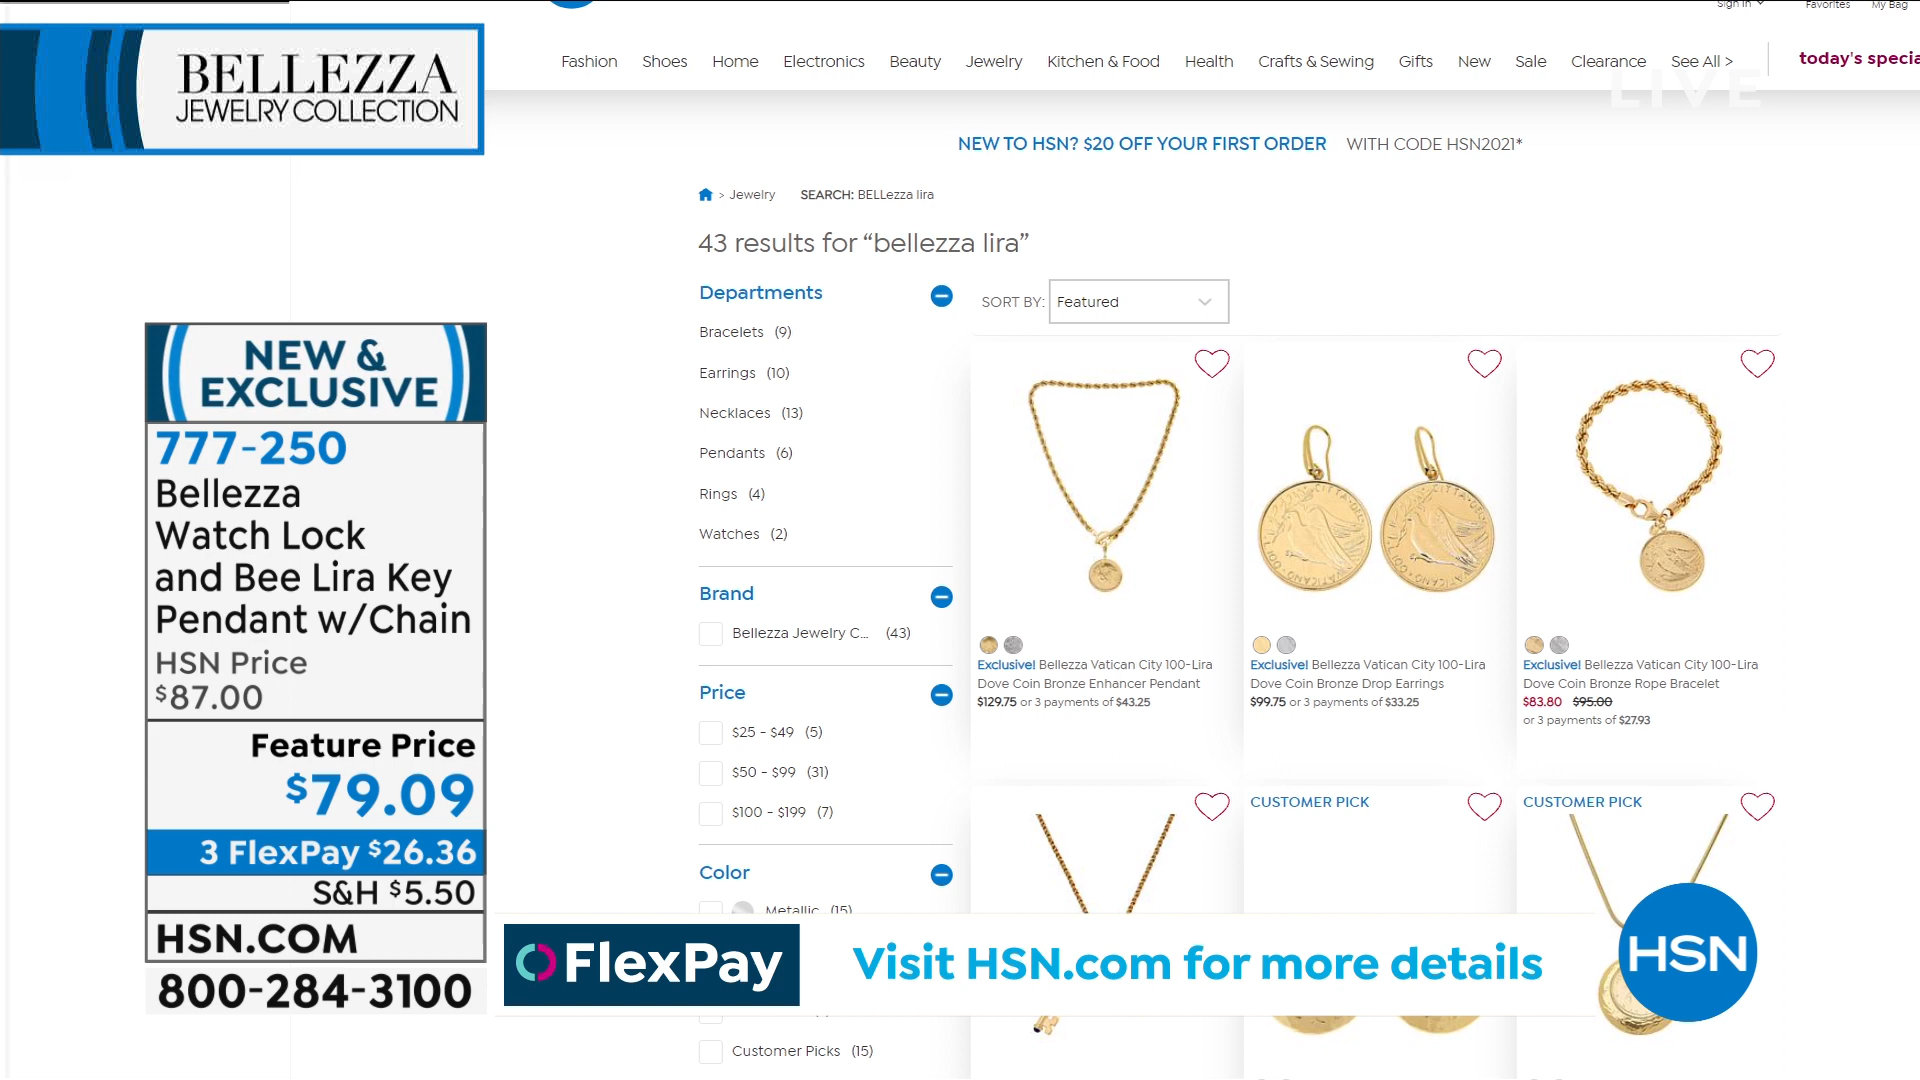 Sign In
Favorites
My Bag
BELLEZZA
JEWELRY COLLECTION
Fashion
Shoes
Home
Electronics
Beauty
Jewelry
Kitchen & Food
Health
Crafts & Sewing
Gifts
New
Sale
Clearance
See All >
today's specia
LIVE
NEW TO HSN? $20 OFF YOUR FIRST ORDER WITH CODE HSN2021*
> Jewelry
SEARCH: BELLezza lira
43 results for “bellezza lira”
Departments
Bracelets (9)
Earrings (10)
Necklaces (13)
Pendants (6)
Rings (4)
Watches (2)
Brand
Bellezza Jewelry C... (43)
Price
$25 - $49 (5)
$50 - $99 (31)
$100 - $199 (7)
Color
Metallic (15)
Customer Picks (15)
SORT BY: Featured
CITTA DEL
VATICANO
L. 100
CITTA DEL
VATICANO
L. 100
Exclusive! Bellezza Vatican City 100-Lira
Dove Coin Bronze Enhancer Pendant
$129.75 or 3 payments of $43.25
Exclusive! Bellezza Vatican City 100-Lira
Dove Coin Bronze Drop Earrings
$99.75 or 3 payments of $33.25
Exclusive! Bellezza Vatican City 100-Lira
Dove Coin Bronze Rope Bracelet
$83.80 $95.00
or 3 payments of $27.93
CUSTOMER PICK
CUSTOMER PICK
NEW &
EXCLUSIVE
777-250
Bellezza
Watch Lock
and Bee Lira Key
Pendant w/Chain
HSN Price
$87.00
Feature Price
$79.09
3 FlexPay $26.36
S&H $5.50
HSN.COM
800-284-3100
FlexPay
Visit HSN.com for more details
HSN